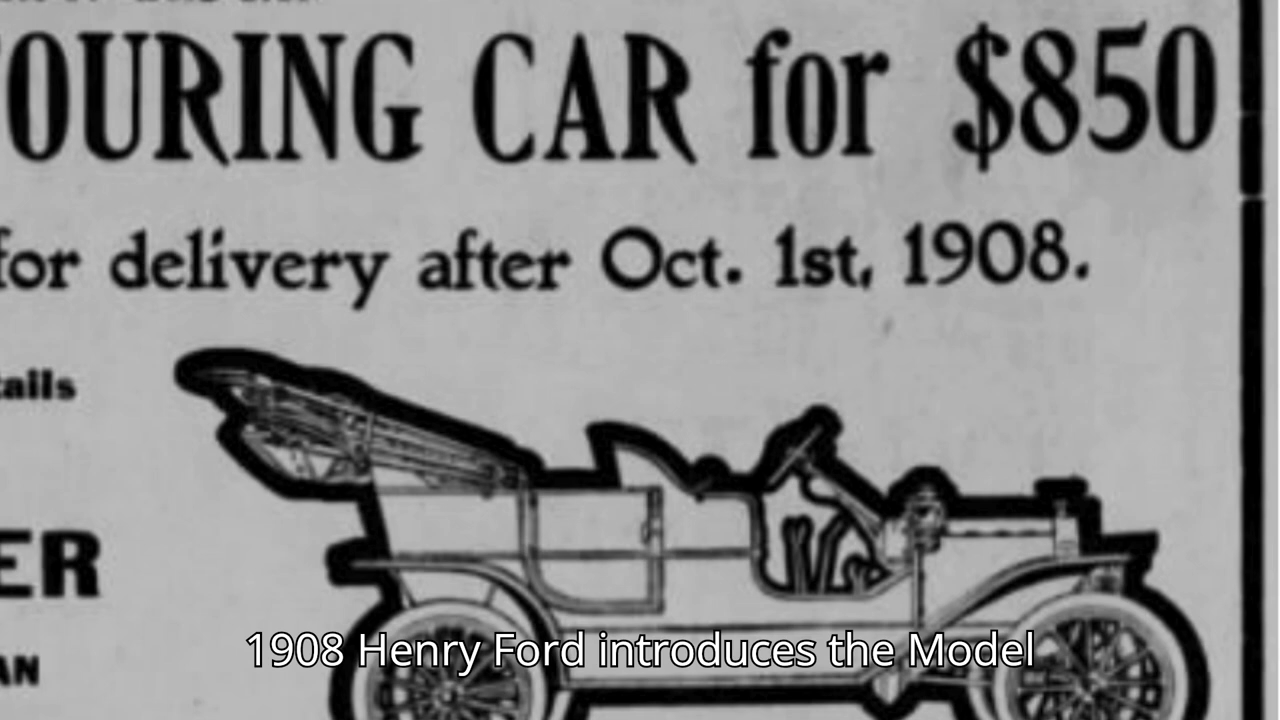 OURING CAR for $850
for delivery after Oct. 1st, 1908.
ails
ER
AN
1908 Henry Ford introduces the Model